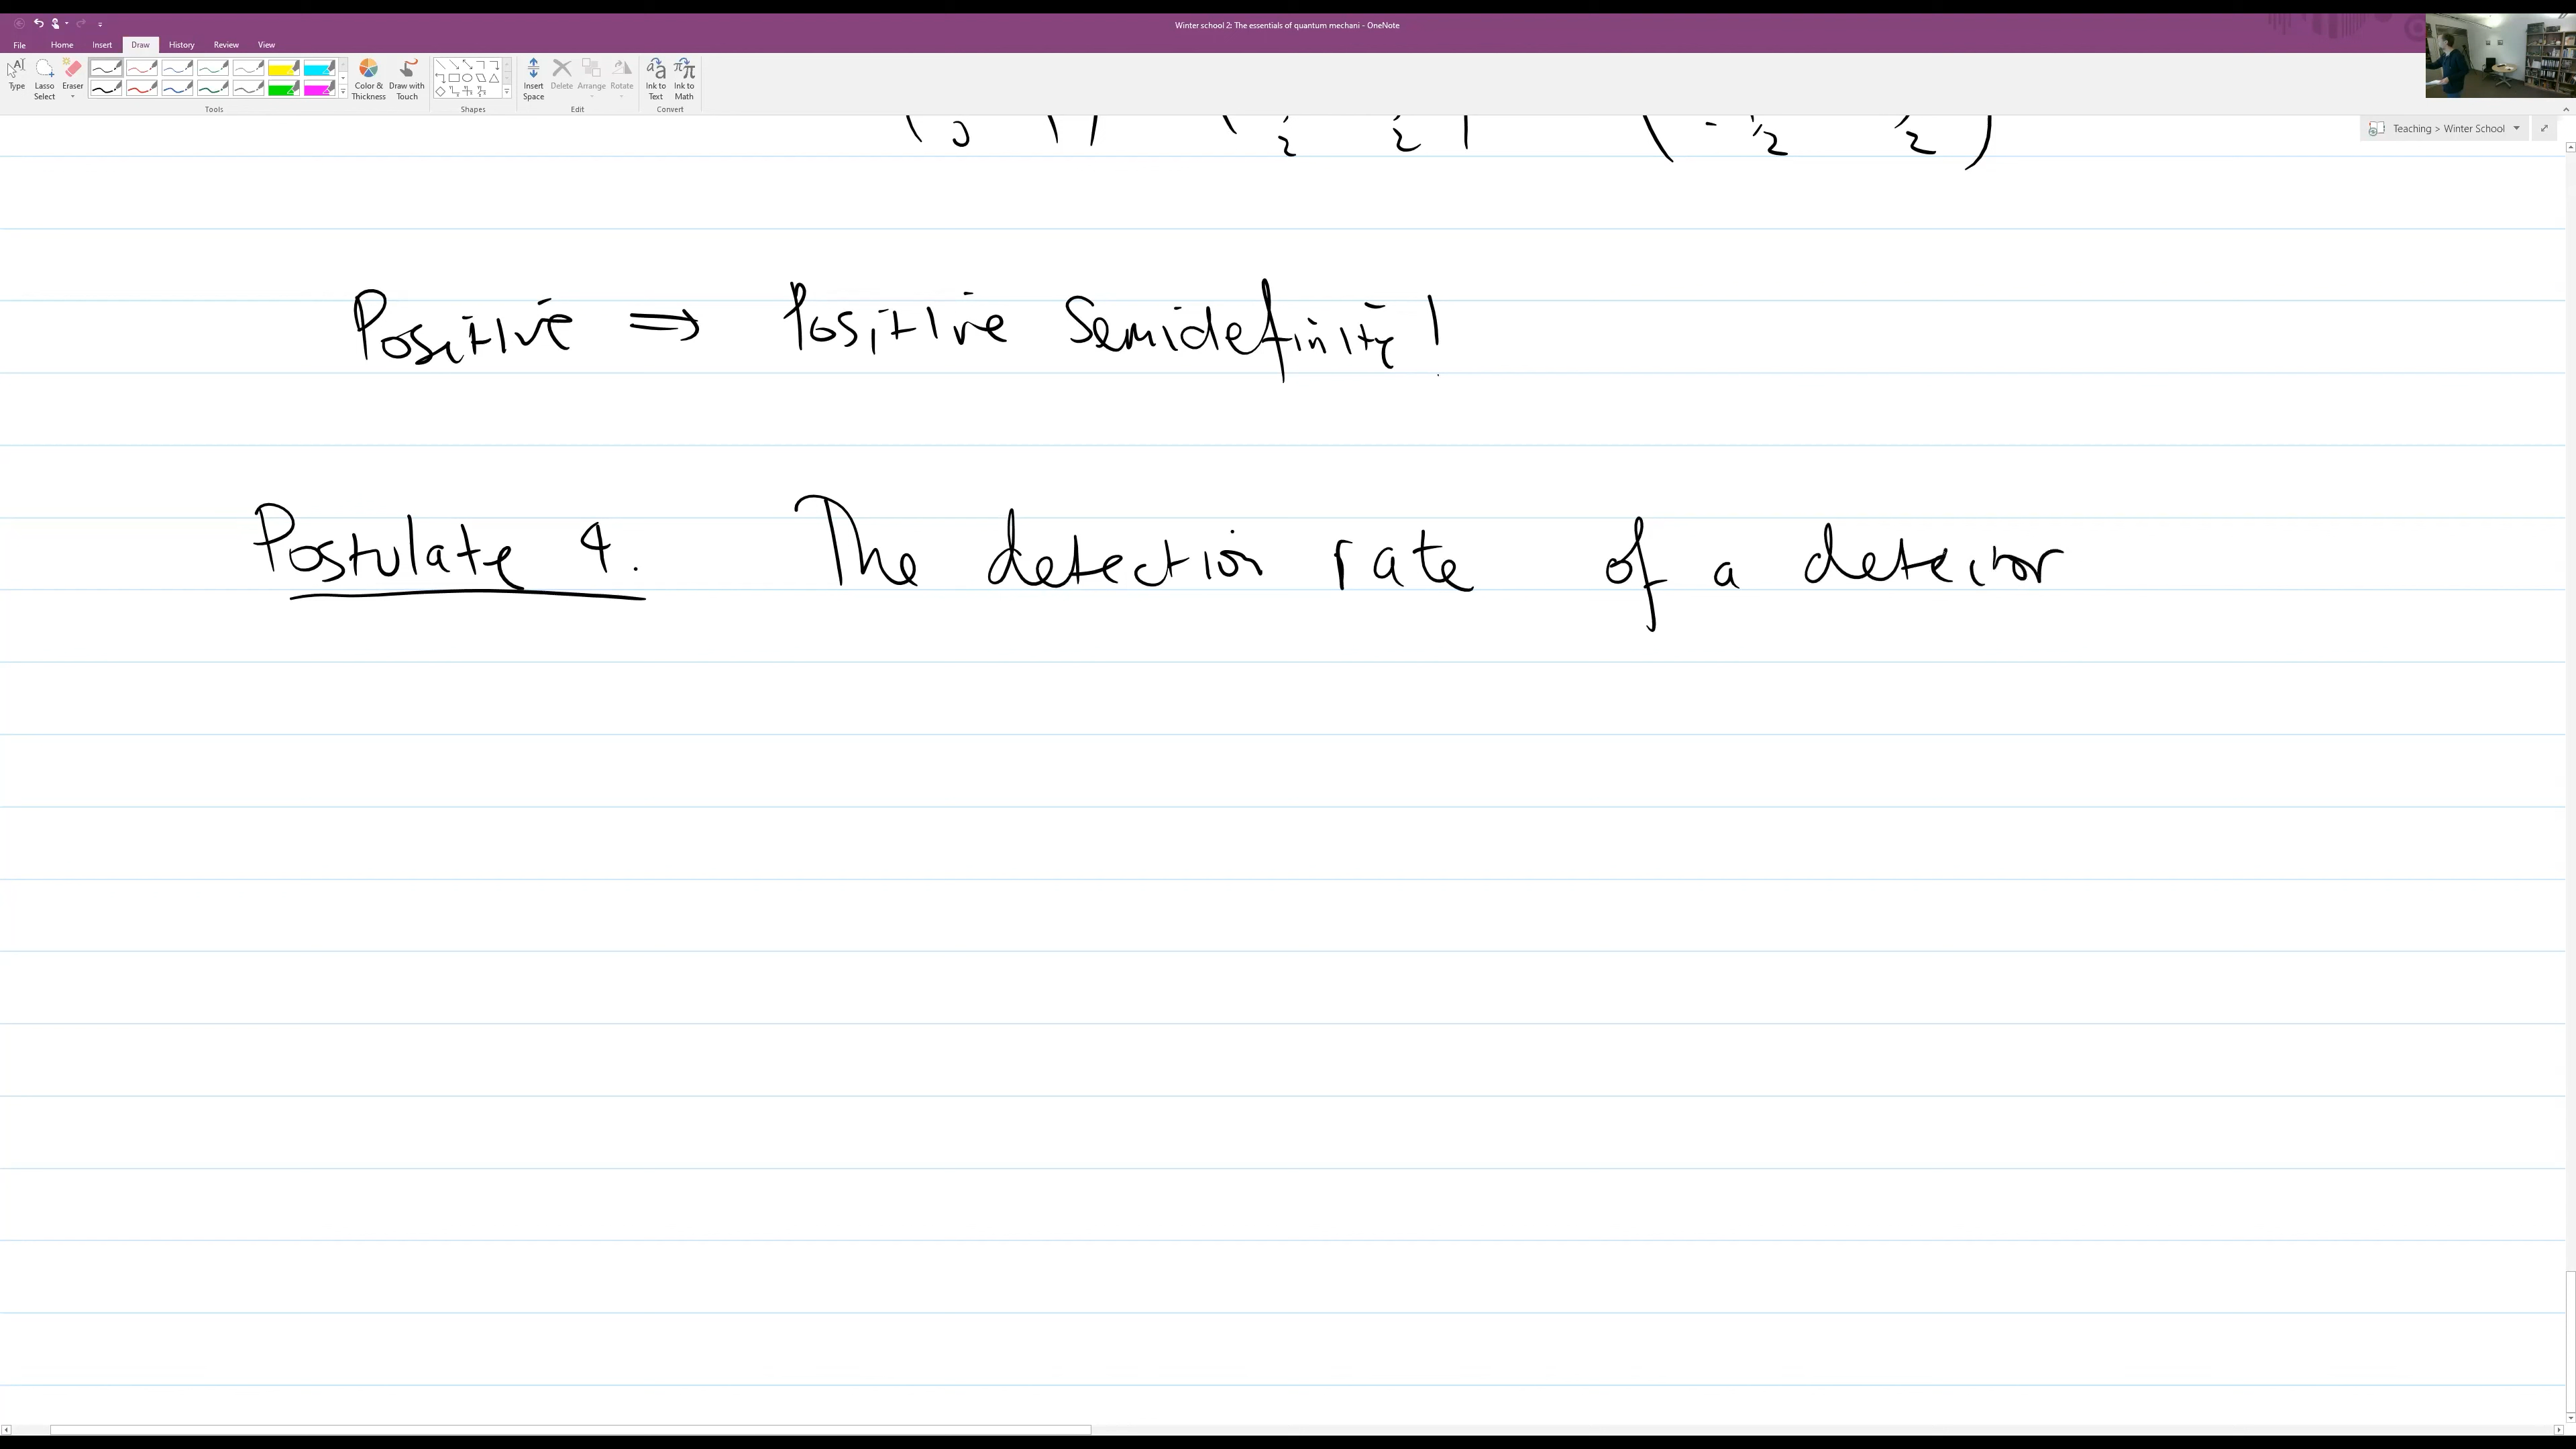 Winter school 2: The essentials of quantum mechani - OneNote
File Home Insert Draw History Review View
Type Lasso Select Eraser Color & Thickness Draw with Touch Insert Space Delete Arrange Rotate Ink to Text Ink to Math
Tools Shapes Edit Convert
Teaching > Winter School
Positive ⇒ Positive Semidefinite!
Postulate 4. The detection rate of a detector